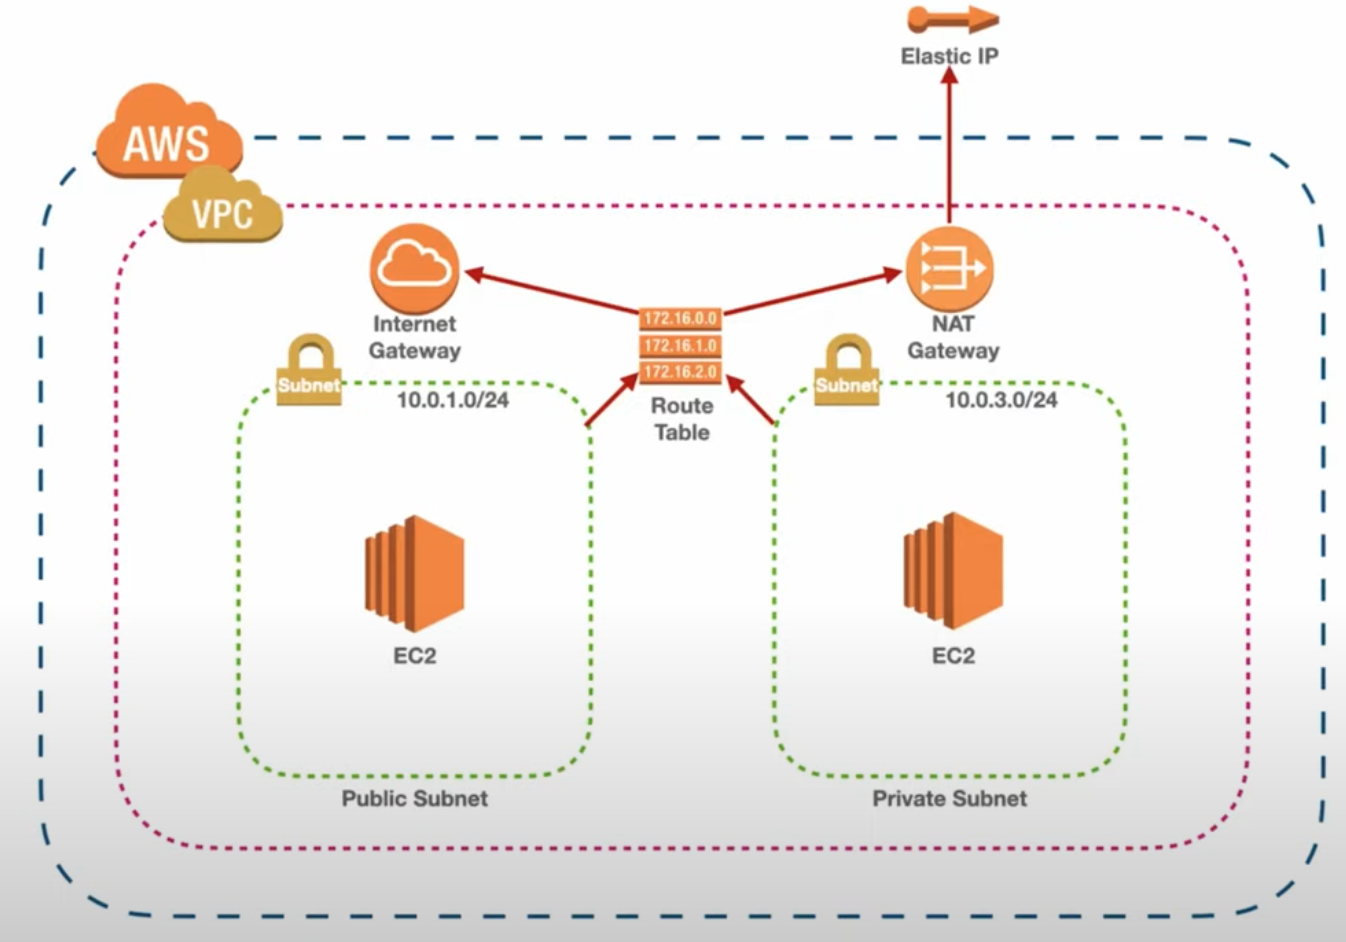 Elastic IP
AWS
VPC
Internet
Gateway
172.16.0.0
172.16.1.0
172.16.2.0
Route
Table
NAT
Gateway
Subnet
10.0.1.0/24
Subnet
10.0.3.0/24
EC2
EC2
Public Subnet
Private Subnet